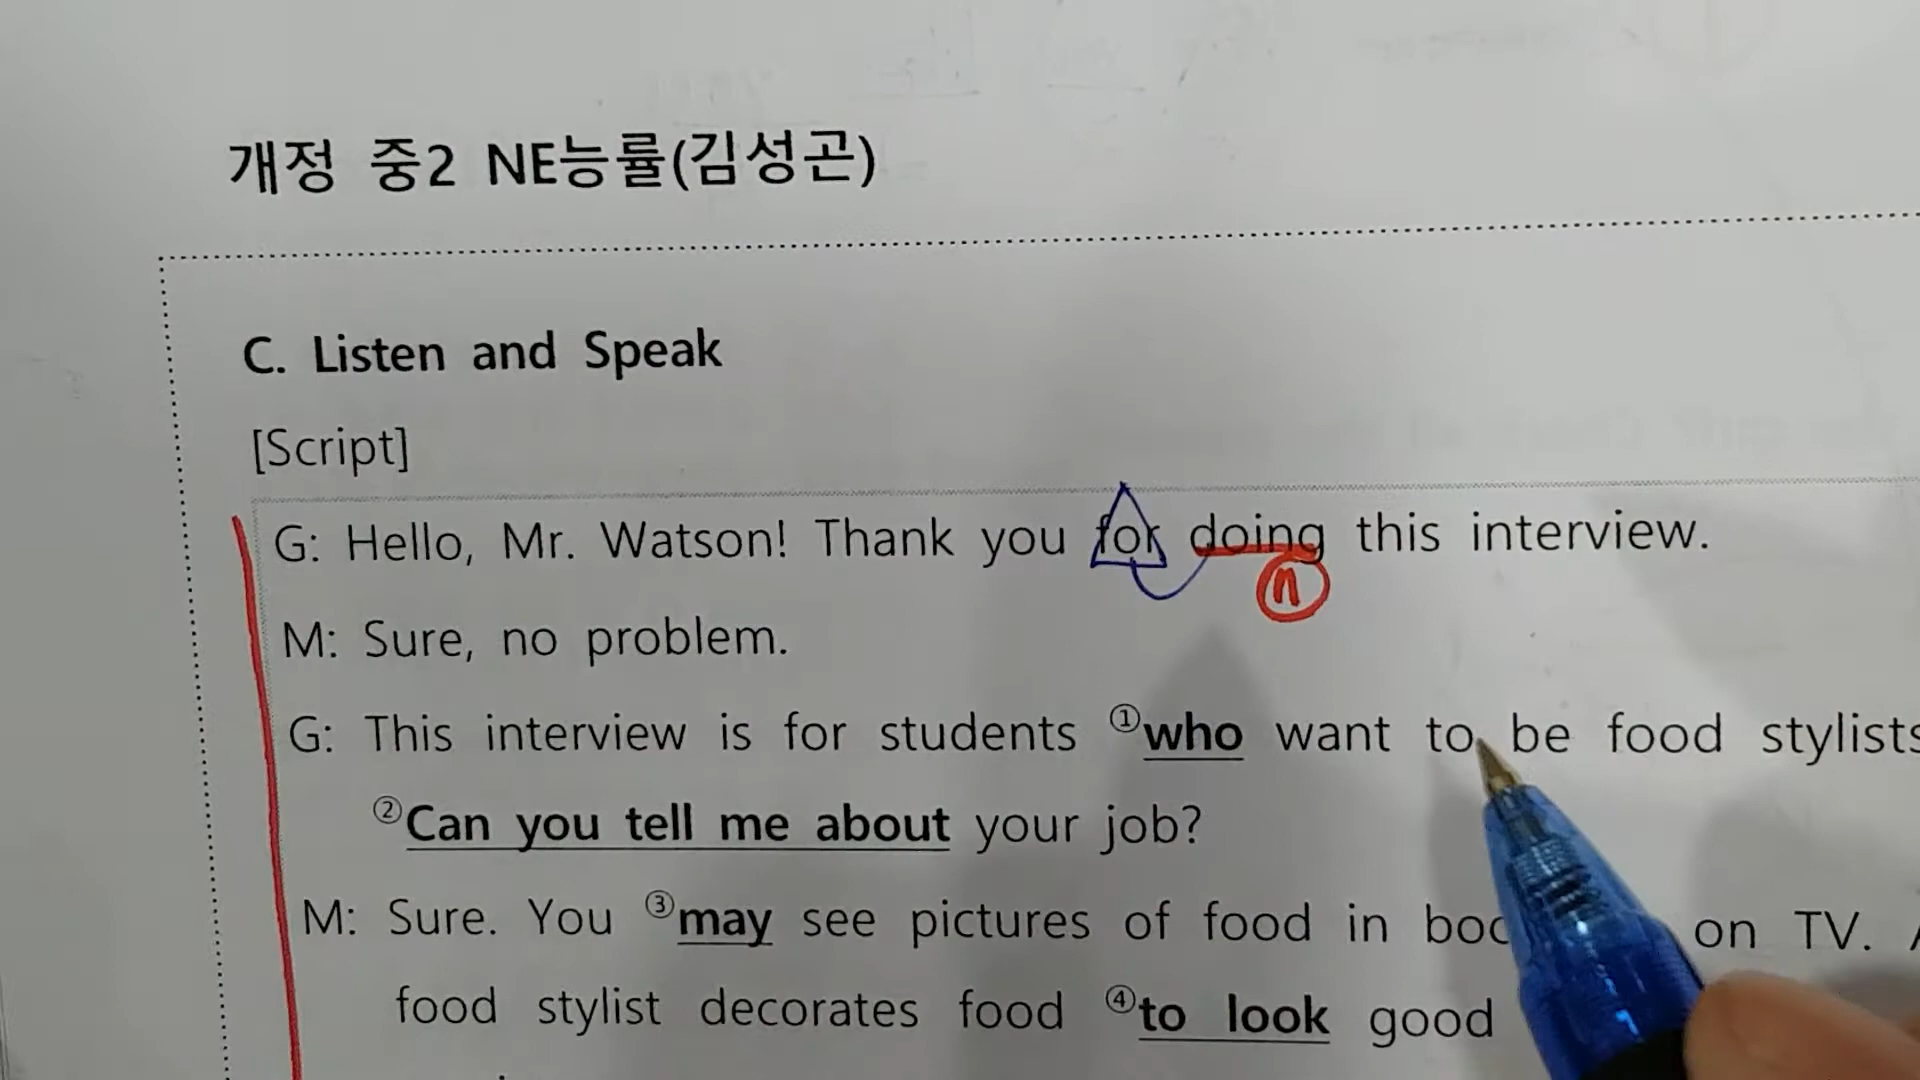 개정 중2 NE능률(김성곤)
C. Listen and Speak
[Script]
G: Hello, Mr. Watson! Thank you for doing this interview.
n
M: Sure, no problem.
G: This interview is for students ①who want to be food stylists
②Can you tell me about your job?
M: Sure. You ③may see pictures of food in on TV.
food stylist decorates food ④to look good